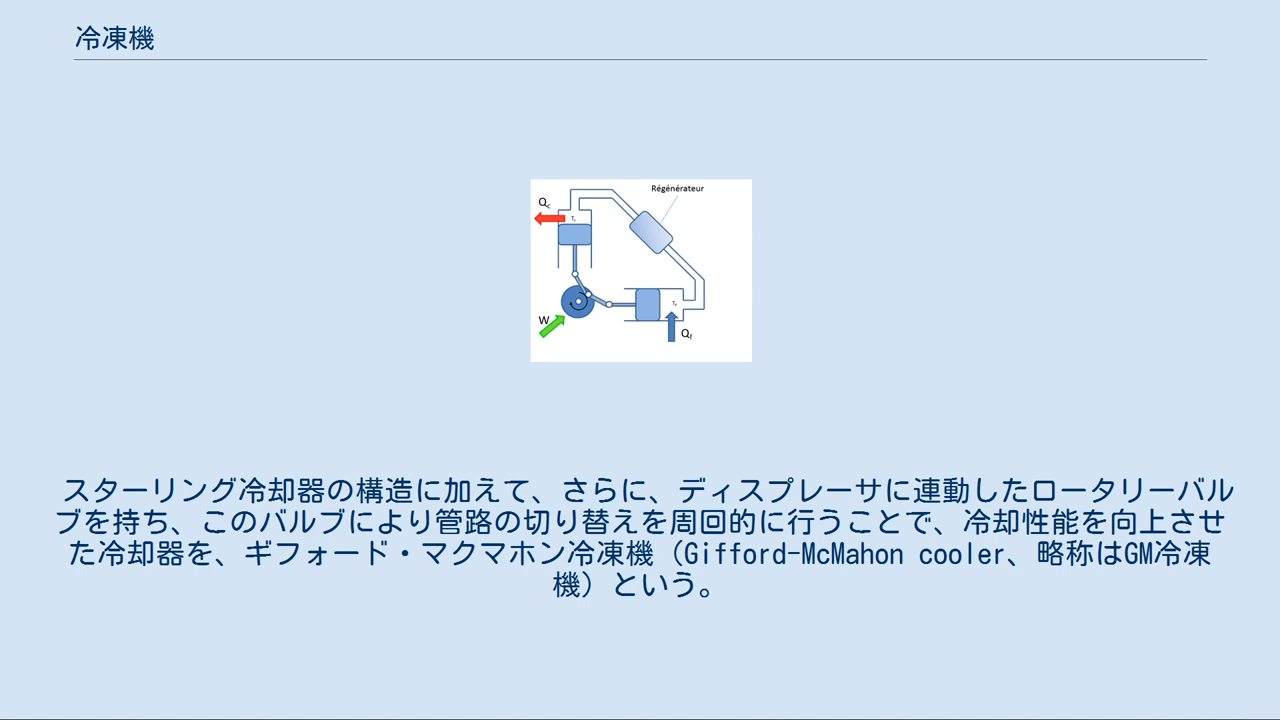 冷凍機
Régénérateur
Qc
Tc
W
Tf
Qf
スターリング冷却器の構造に加えて、さらに、ディスプレーサに連動したロータリーバル
ブを持ち、このバルブにより管路の切り替えを周回的に行うことで、冷却性能を向上させ
た冷却器を、ギフォード・マクマホン冷凍機（Gifford-McMahon cooler、略称はGM冷凍
機）という。